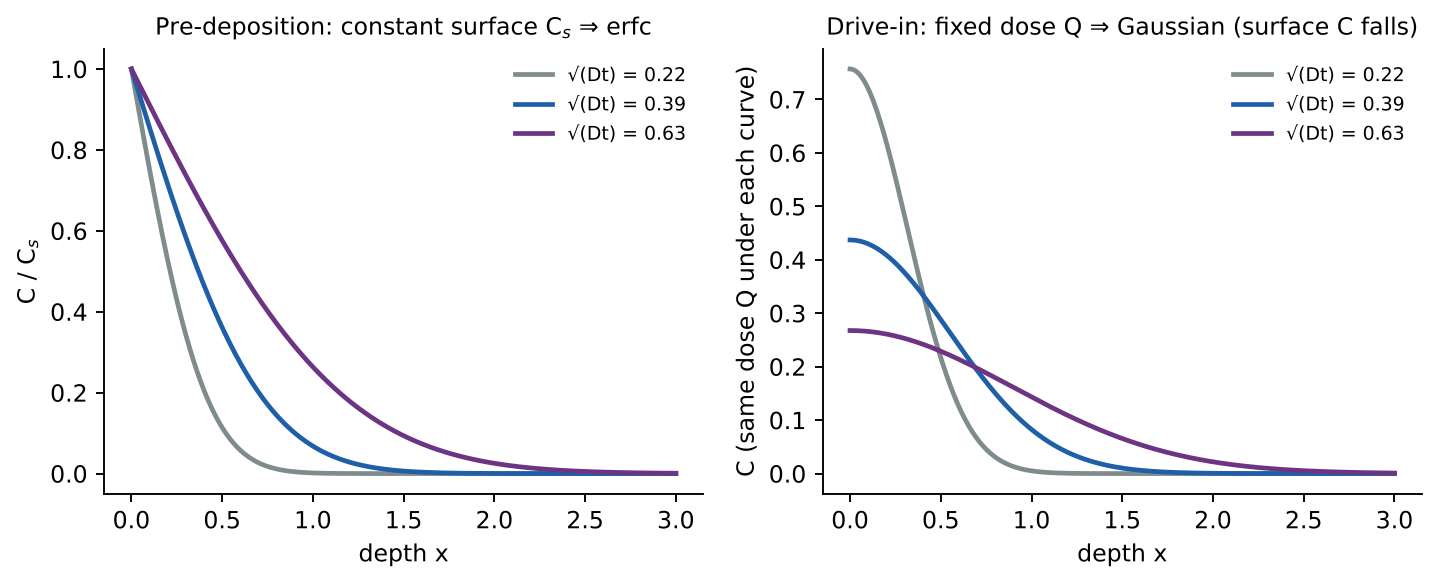 Pre-deposition: constant surface Cₛ ⇒ erfc
C / Cₛ
1.0
0.8
0.6
0.4
0.2
0.0
√(Dt) = 0.22
√(Dt) = 0.39
√(Dt) = 0.63
0.0 0.5 1.0 1.5 2.0 2.5 3.0
depth x
Drive-in: fixed dose Q ⇒ Gaussian (surface C falls)
C (same dose Q under each curve)
0.7
0.6
0.5
0.4
0.3
0.2
0.1
0.0
√(Dt) = 0.22
√(Dt) = 0.39
√(Dt) = 0.63
0.0 0.5 1.0 1.5 2.0 2.5 3.0
depth x